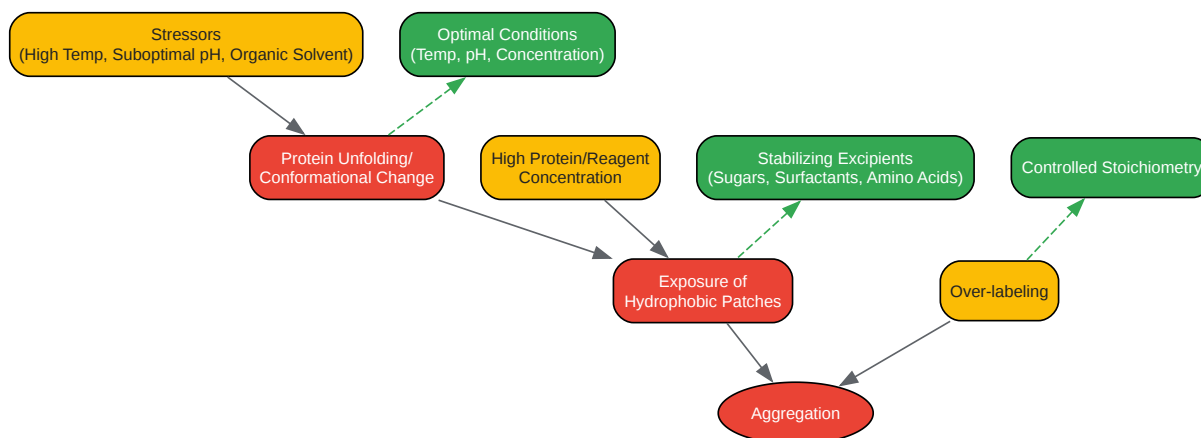 Stressors
(High Temp, Suboptimal pH, Organic Solvent)
Optimal Conditions
(Temp, pH, Concentration)
Protein Unfolding/
Conformational Change
High Protein/Reagent
Concentration
Stabilizing Excipients
(Sugars, Surfactants, Amino Acids)
Controlled Stoichiometry
Exposure of
Hydrophobic Patches
Over-labeling
Aggregation